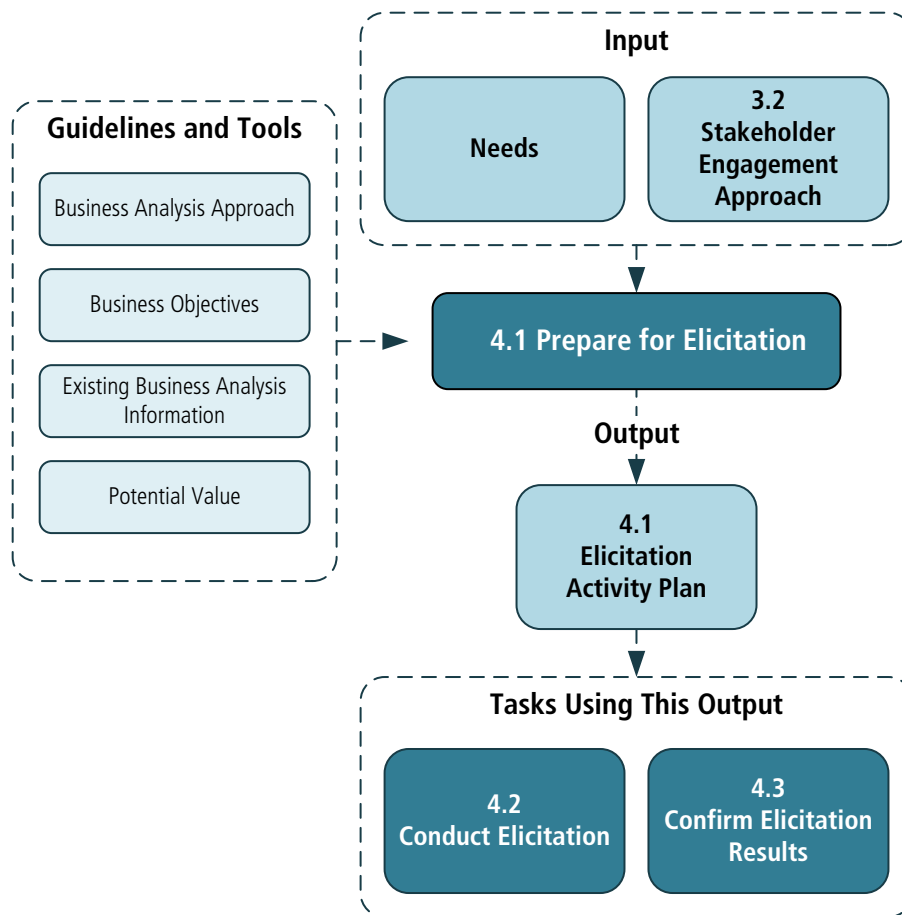 Input
Needs
3.2
Stakeholder
Engagement
Approach
Guidelines and Tools
Business Analysis Approach
Business Objectives
Existing Business Analysis
Information
Potential Value
4.1 Prepare for Elicitation
Output
4.1
Elicitation
Activity Plan
Tasks Using This Output
4.2
Conduct Elicitation
4.3
Confirm Elicitation
Results